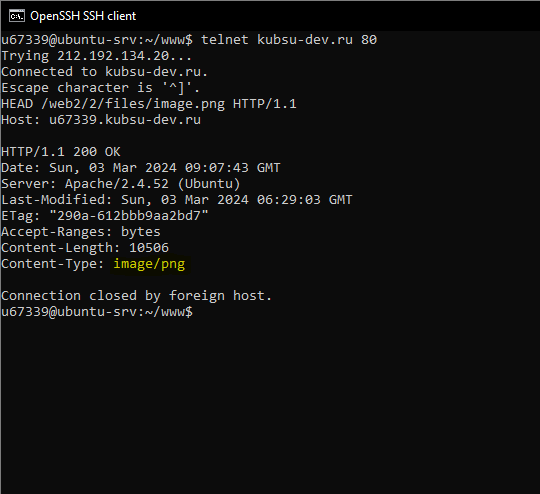 OpenSSH SSH client
u67339@ubuntu-srv:~/www$ telnet kubsu-dev.ru 80
Trying 212.192.134.20...
Connected to kubsu-dev.ru.
Escape character is '^]'.
HEAD /web2/2/files/image.png HTTP/1.1
Host: u67339.kubsu-dev.ru

HTTP/1.1 200 OK
Date: Sun, 03 Mar 2024 09:07:43 GMT
Server: Apache/2.4.52 (Ubuntu)
Last-Modified: Sun, 03 Mar 2024 06:29:03 GMT
ETag: "290a-612bbb9aa2bd7"
Accept-Ranges: bytes
Content-Length: 10506
Content-Type: image/png

Connection closed by foreign host.
u67339@ubuntu-srv:~/www$